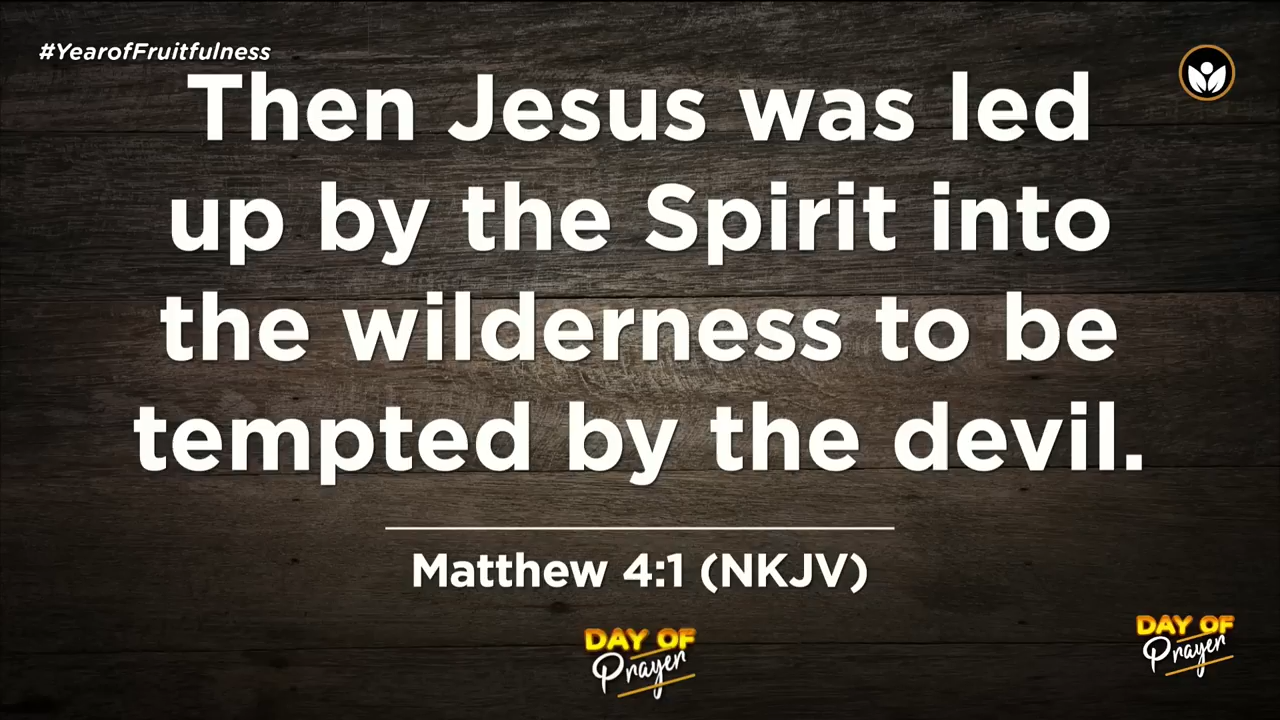 #YearofFruitfulness
Then Jesus was led
up by the Spirit into
the wilderness to be
tempted by the devil.
Matthew 4:1 (NKJV)
DAY OF
Prayer
DAY OF
Prayer